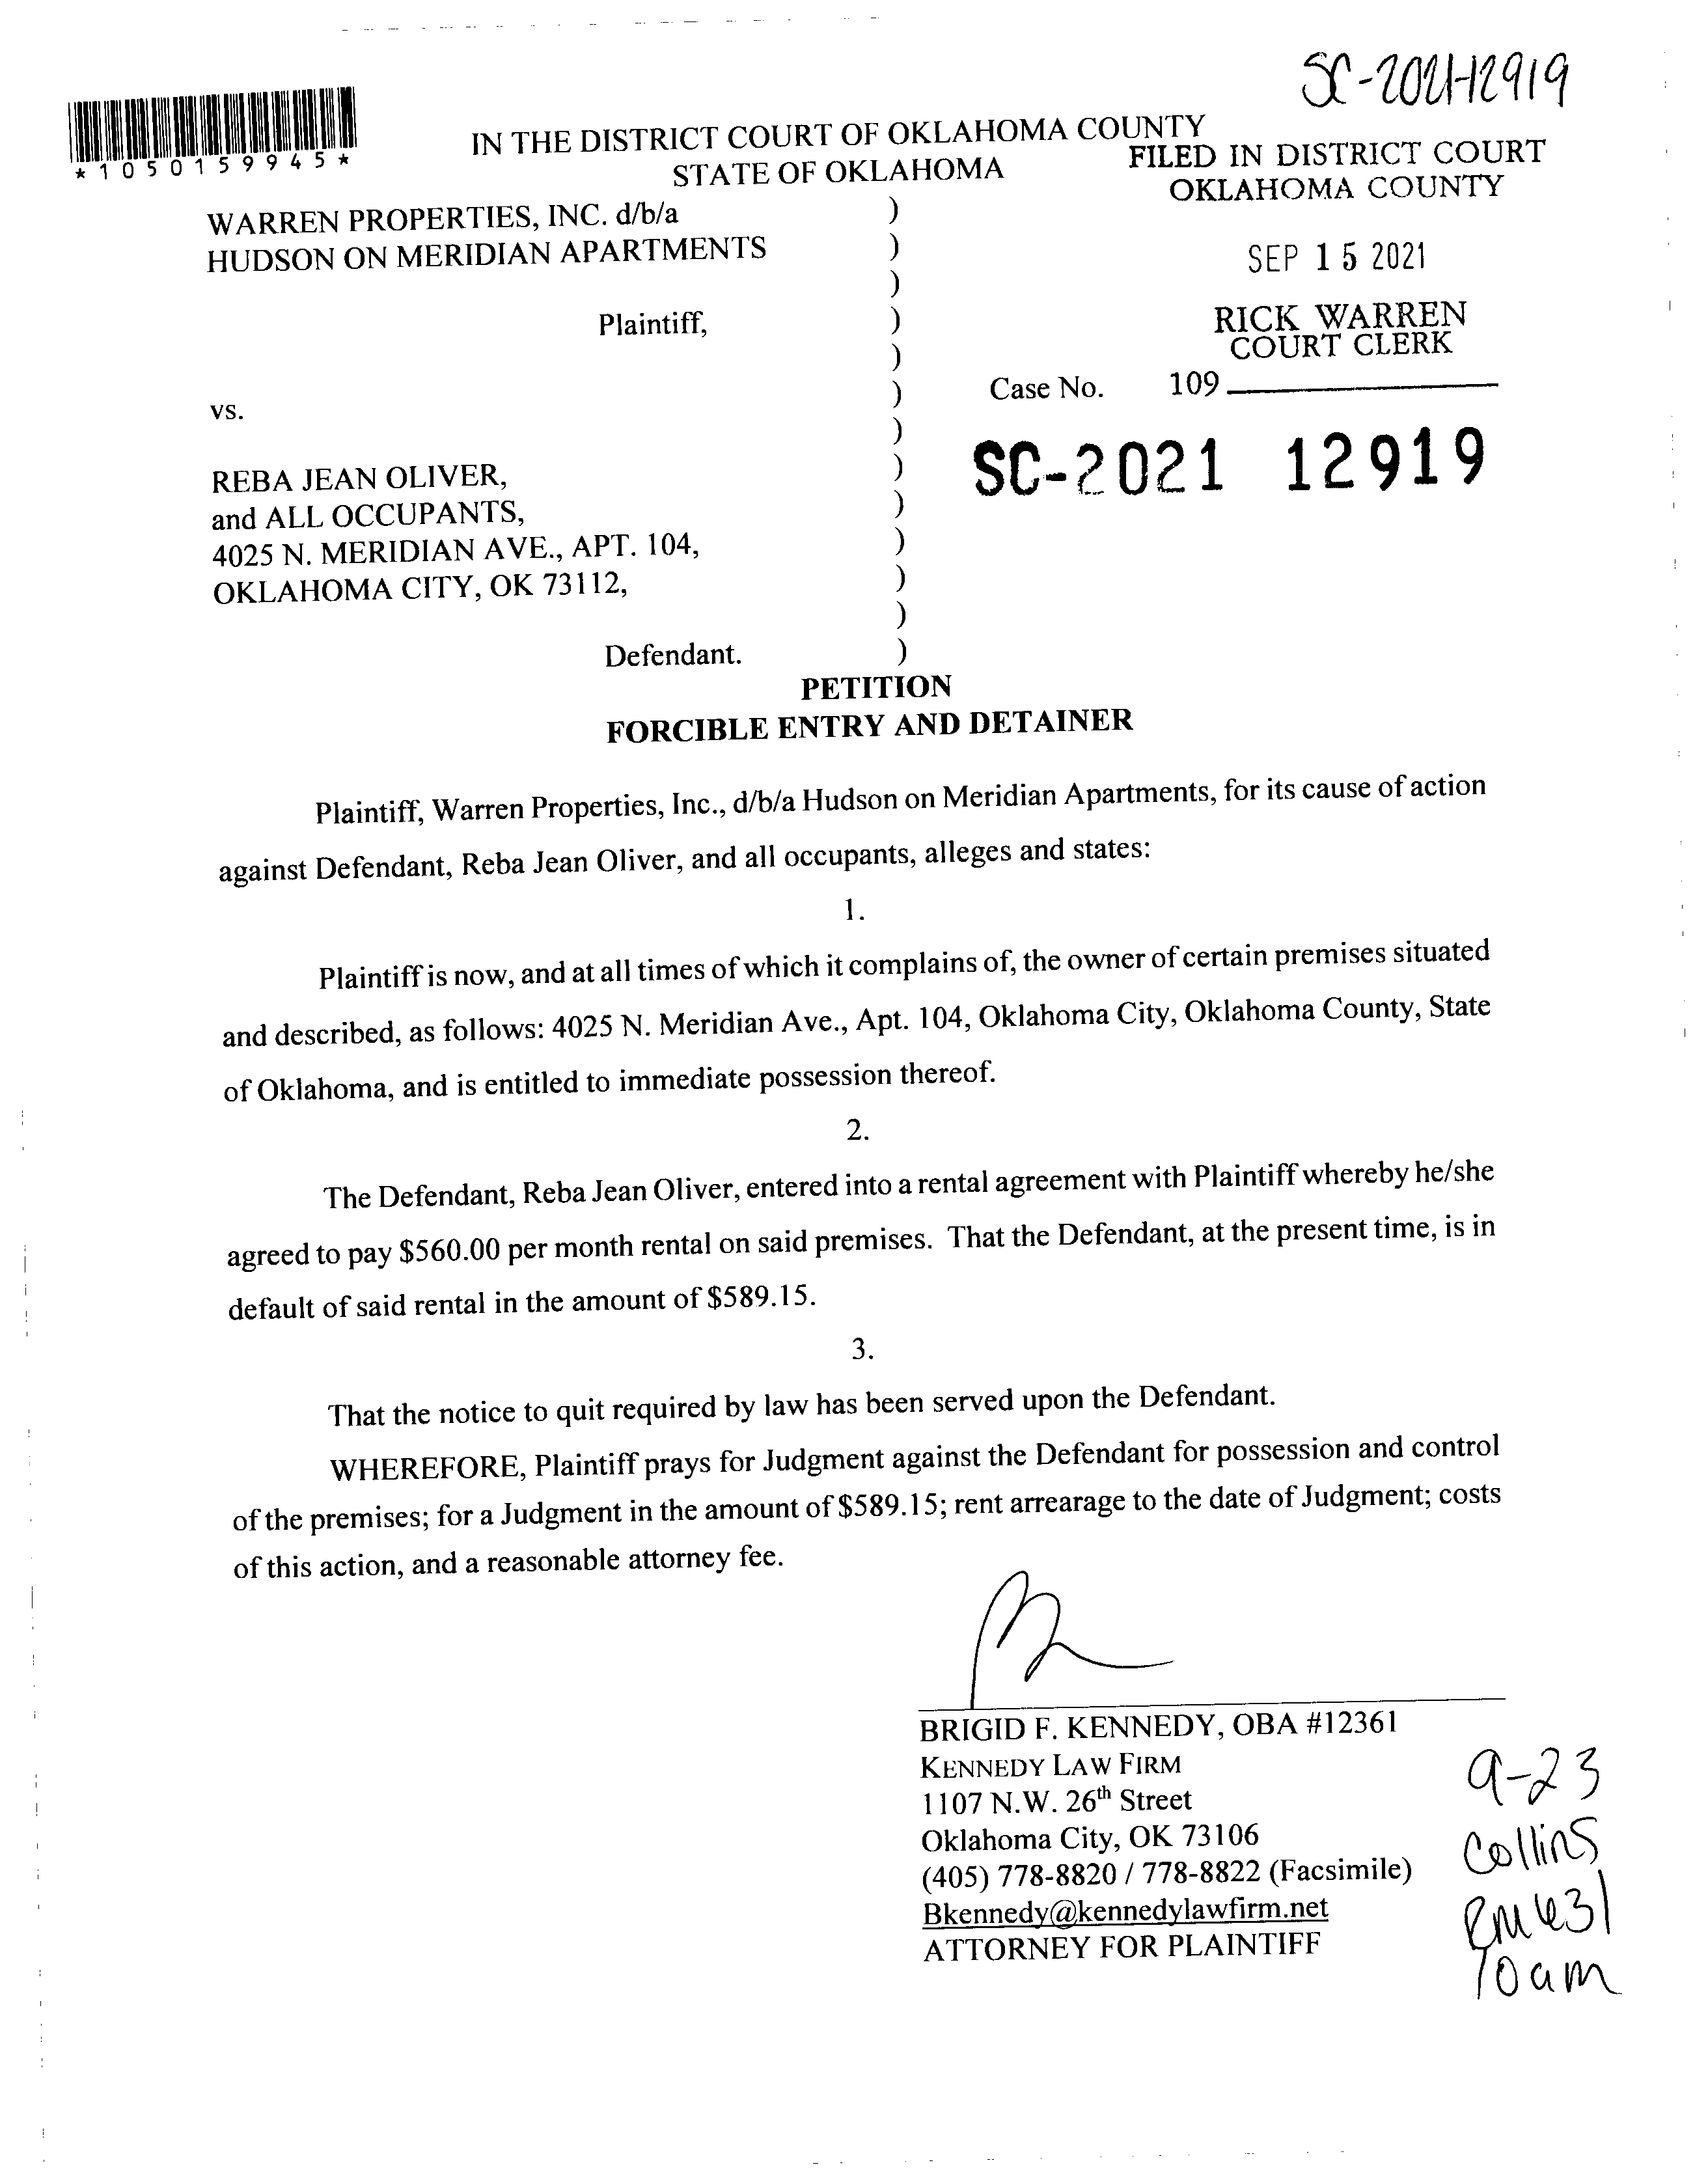 SC-2021-12919
*1050159945*
IN THE DISTRICT COURT OF OKLAHOMA COUNTY
STATE OF OKLAHOMA
FILED IN DISTRICT COURT
OKLAHOMA COUNTY
WARREN PROPERTIES, INC. d/b/a )
HUDSON ON MERIDIAN APARTMENTS )
SEP 15 2021
)
Plaintiff, )
RICK WARREN
COURT CLERK
)
Case No. 109
vs. )
)
SC-2021 12919
REBA JEAN OLIVER, )
and ALL OCCUPANTS, )
4025 N. MERIDIAN AVE., APT. 104, )
OKLAHOMA CITY, OK 73112, )
)
Defendant. )
PETITION
FORCIBLE ENTRY AND DETAINER
Plaintiff, Warren Properties, Inc., d/b/a Hudson on Meridian Apartments, for its cause of action
against Defendant, Reba Jean Oliver, and all occupants, alleges and states:
1.
Plaintiff is now, and at all times of which it complains of, the owner of certain premises situated
and described, as follows: 4025 N. Meridian Ave., Apt. 104, Oklahoma City, Oklahoma County, State
of Oklahoma, and is entitled to immediate possession thereof.
2.
The Defendant, Reba Jean Oliver, entered into a rental agreement with Plaintiff whereby he/she
agreed to pay $560.00 per month rental on said premises. That the Defendant, at the present time, is in
default of said rental in the amount of $589.15.
3.
That the notice to quit required by law has been served upon the Defendant.
WHEREFORE, Plaintiff prays for Judgment against the Defendant for possession and control
of the premises; for a Judgment in the amount of $589.15; rent arrearage to the date of Judgment; costs
of this action, and a reasonable attorney fee.
BRIGID F. KENNEDY, OBA #12361
KENNEDY LAW FIRM
1107 N.W. 26th Street
Oklahoma City, OK 73106
(405) 778-8820 / 778-8822 (Facsimile)
Bkennedy@kennedylawfirm.net
ATTORNEY FOR PLAINTIFF
9-23
Collins
Rm 631
10am